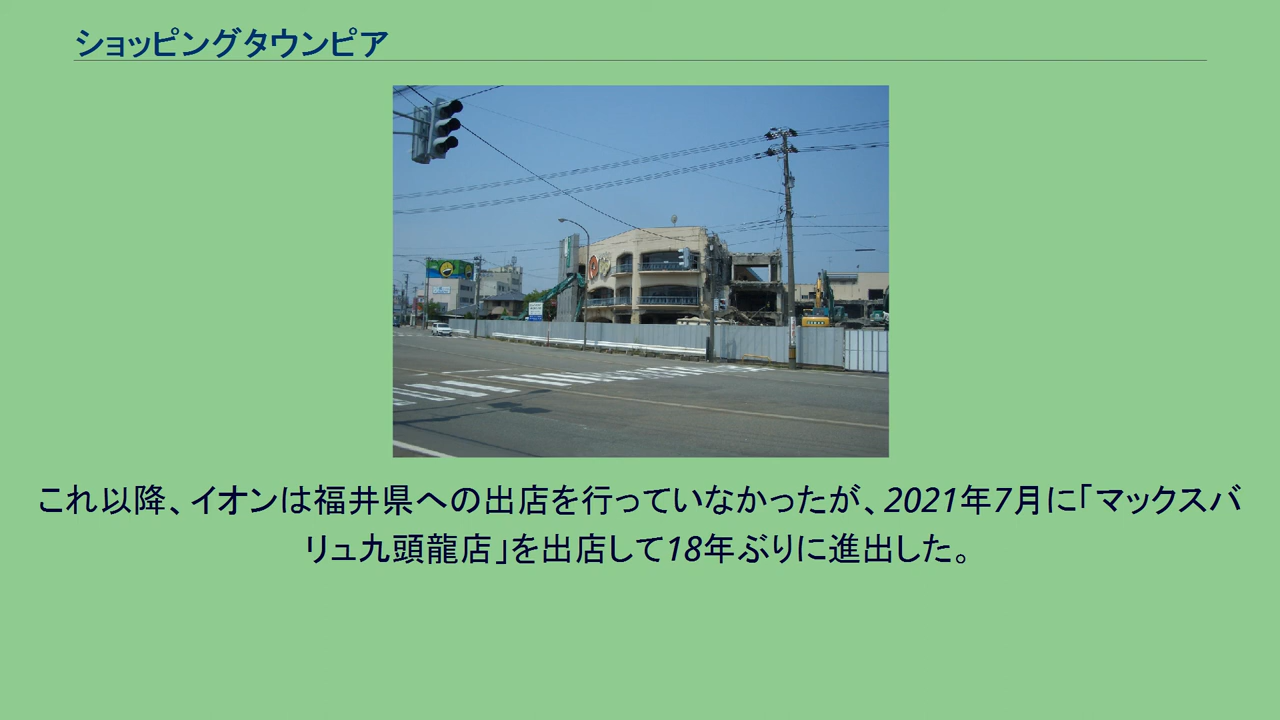 ショッピングタウンピア
これ以降、イオンは福井県への出店を行っていなかったが、2021年7月に「マックスバ
リュ九頭龍店」を出店して18年ぶりに進出した。